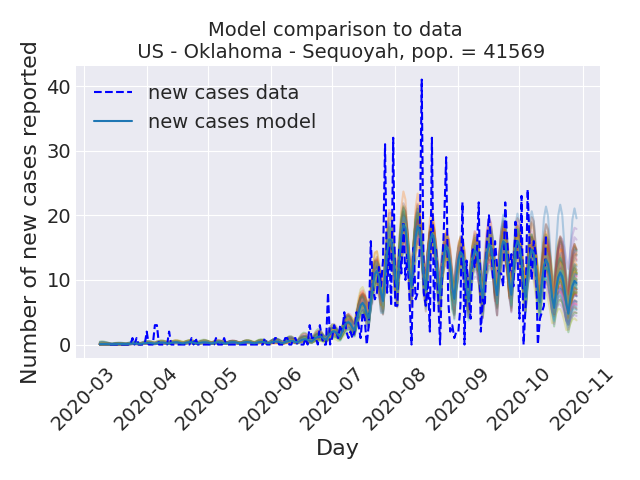 Model comparison to data
US - Oklahoma - Sequoyah, pop. = 41569
Number of new cases reported
40
30
20
10
0
new cases data
new cases model
2020-03
2020-04
2020-05
2020-06
2020-07
2020-08
2020-09
2020-10
2020-11
Day